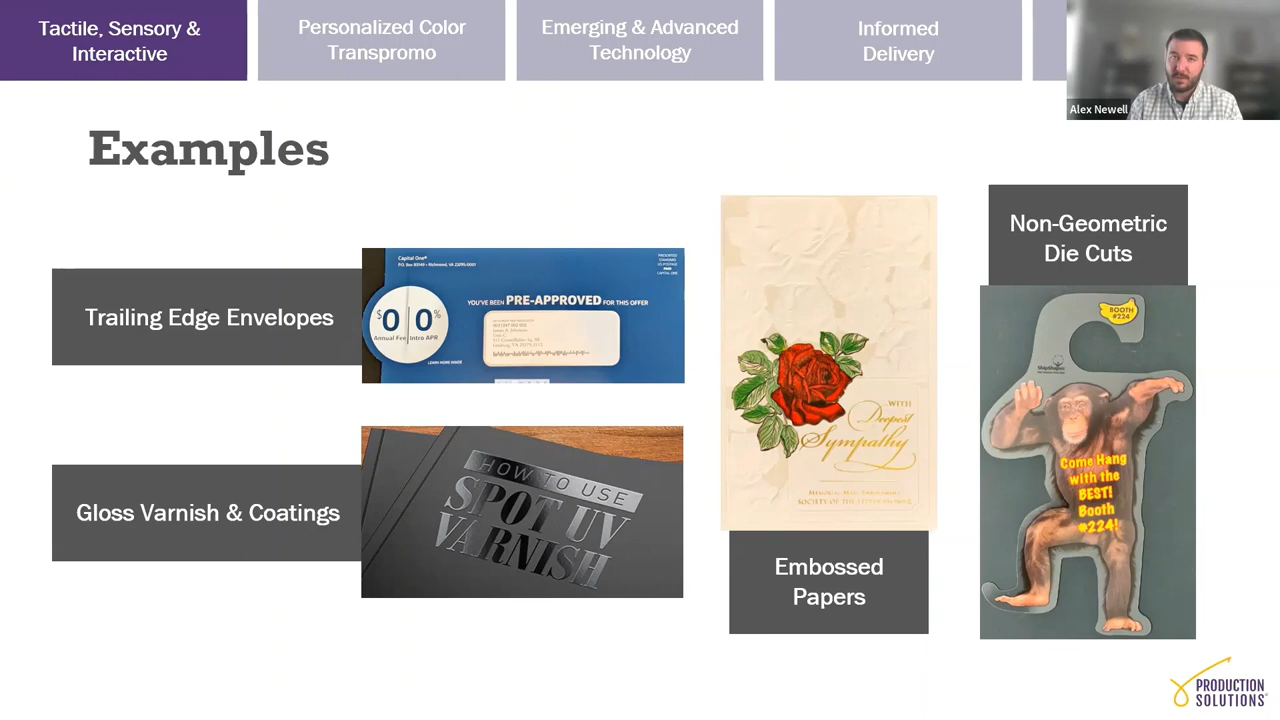 Tactile, Sensory &
Interactive
Personalized Color
Transpromo
Emerging & Advanced
Technology
Informed
Delivery
Alex Newell
Examples
Trailing Edge Envelopes
Capital One®
YOU'VE BEEN PRE-APPROVED FOR THIS OFFER
$0 0%
Annual Fee Intro APR
LEARN MORE INSIDE
Gloss Varnish & Coatings
HOW TO USE
SPOT UV
VARNISH
WITH
Deepest
Sympathy
Embossed
Papers
Non-Geometric
Die Cuts
BOOTH
#224
Come Hang
with the
BEST!
Booth
#224!
PRODUCTION
SOLUTIONS